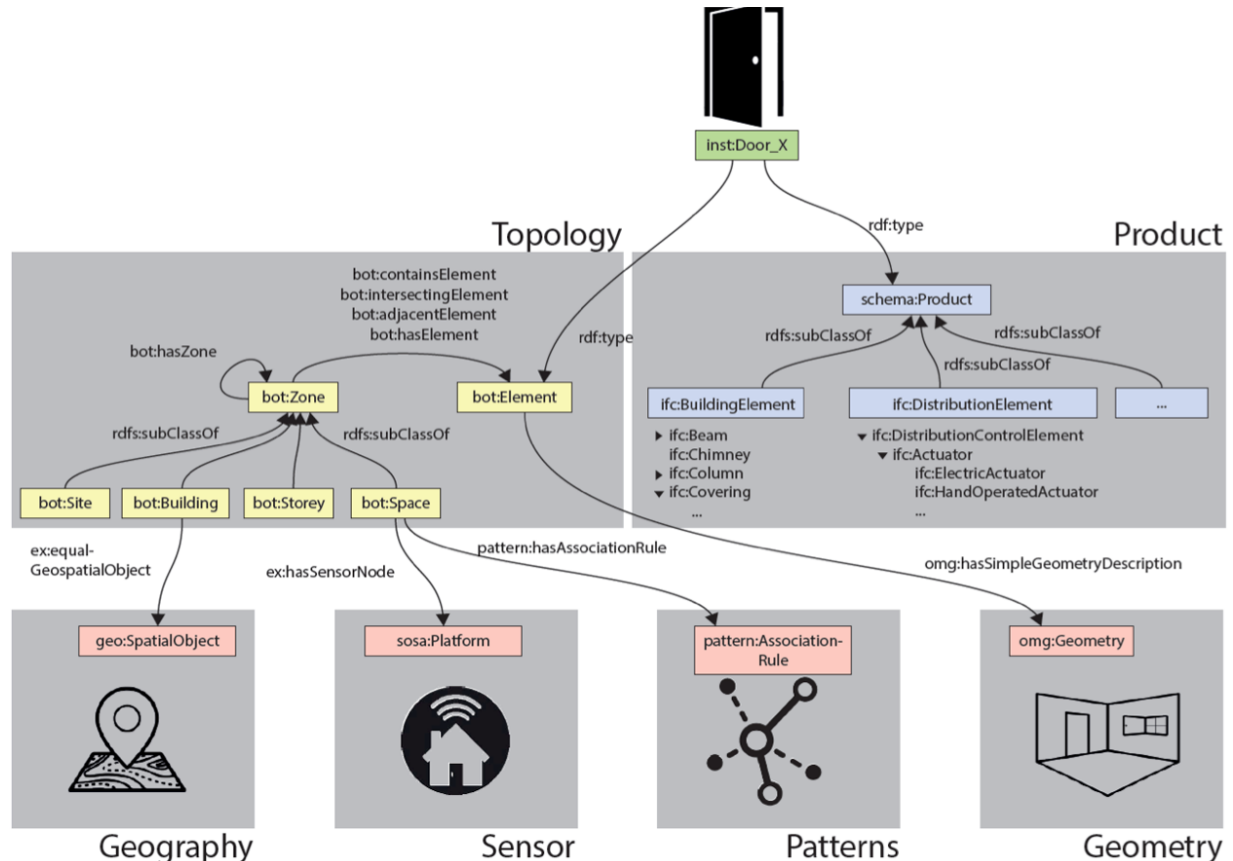 inst:Door_X
rdf:type
rdf:type
Topology
Product
bot:containsElement
bot:intersectingElement
bot:adjacentElement
bot:hasElement
bot:hasZone
bot:Zone
bot:Element
rdfs:subClassOf
rdfs:subClassOf
bot:Site
bot:Building
bot:Storey
bot:Space
schema:Product
rdfs:subClassOf
rdfs:subClassOf
rdfs:subClassOf
ifc:BuildingElement
ifc:DistributionElement
...
ifc:Beam
ifc:Chimney
ifc:Column
ifc:Covering
...
ifc:DistributionControlElement
ifc:Actuator
ifc:ElectricActuator
ifc:HandOperatedActuator
...
ex:equal-
GeospatialObject
ex:hasSensorNode
pattern:hasAssociationRule
omg:hasSimpleGeometryDescription
geo:SpatialObject
sosa:Platform
pattern:Association-
Rule
omg:Geometry
Geography
Sensor
Patterns
Geometry